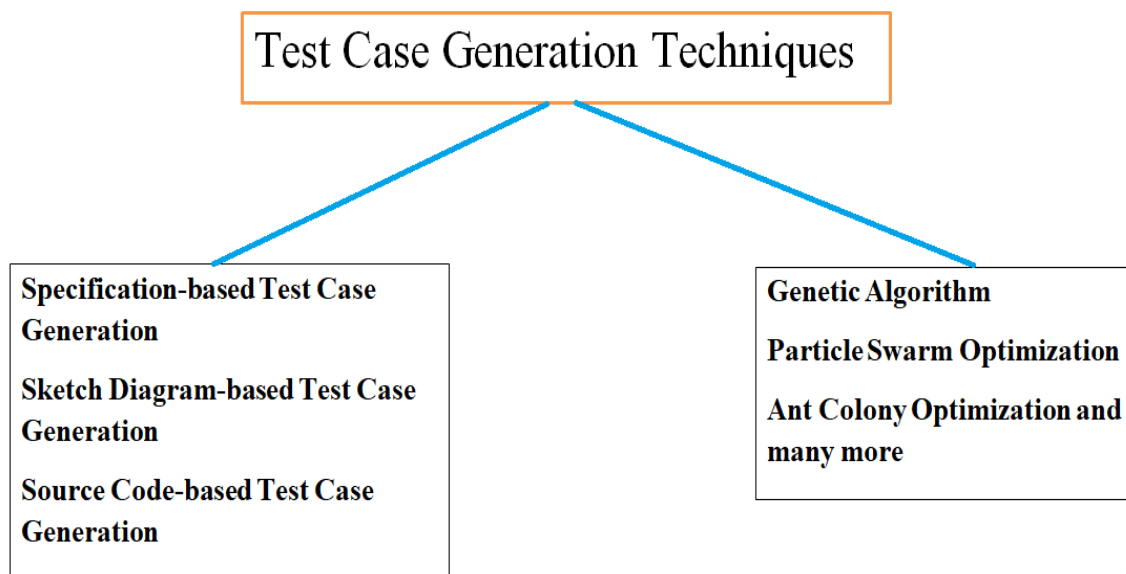 Test Case Generation Techniques
Specification-based Test Case
Generation
Sketch Diagram-based Test Case
Generation
Source Code-based Test Case
Generation
Genetic Algorithm
Particle Swarm Optimization
Ant Colony Optimization and
many more